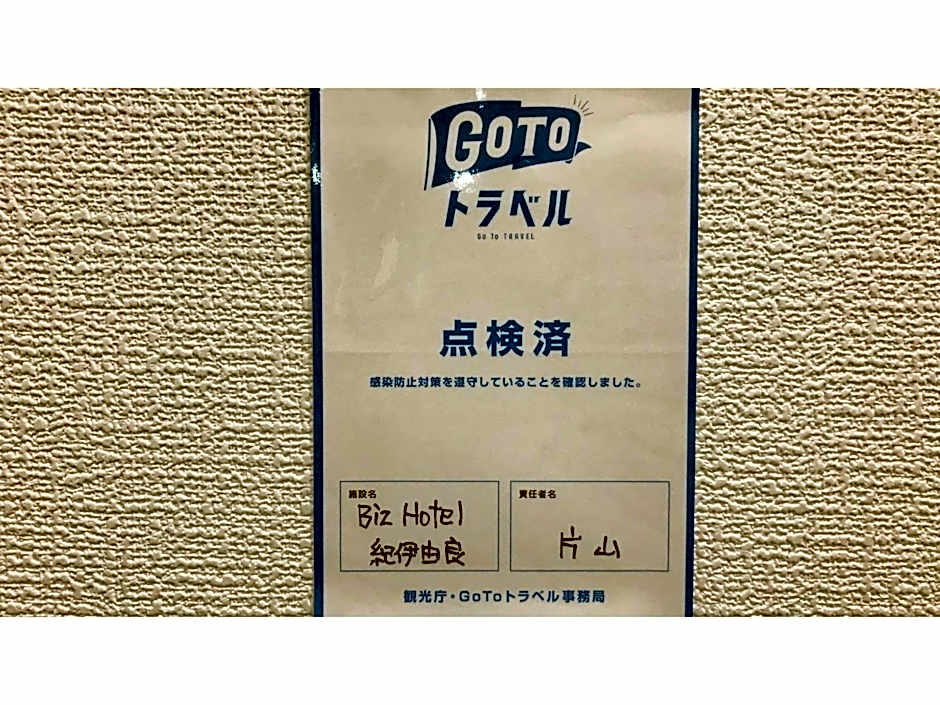 GOTO
トラベル
Go To TRAVEL
点検済
感染防止対策を遵守していることを確認しました。
施設名
Biz Hotel
紀伊由良
責任者名
片山
観光庁・GoToトラベル事務局